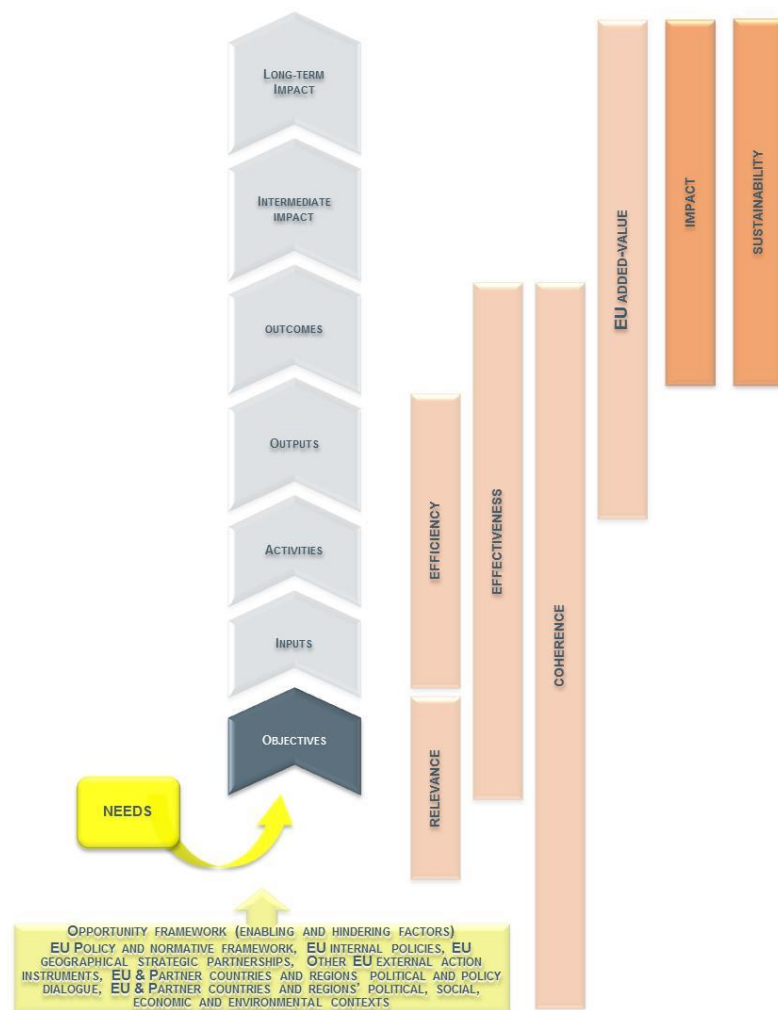 LONG-TERM
IMPACT
INTERMEDIATE
IMPACT
OUTCOMES
OUTPUTS
ACTIVITIES
INPUTS
OBJECTIVES
NEEDS
RELEVANCE
EFFICIENCY
EFFECTIVENESS
COHERENCE
EU ADDED-VALUE
IMPACT
SUSTAINABILITY
OPPORTUNITY FRAMEWORK (ENABLING AND HINDERING FACTORS)
EU POLICY AND NORMATIVE FRAMEWORK, EU INTERNAL POLICIES, EU
GEOGRAPHICAL STRATEGIC PARTNERSHIPS, OTHER EU EXTERNAL ACTION
INSTRUMENTS, EU & PARTNER COUNTRIES AND REGIONS POLITICAL AND POLICY
DIALOGUE, EU & PARTNER COUNTRIES AND REGIONS' POLITICAL, SOCIAL,
ECONOMIC AND ENVIRONMENTAL CONTEXTS